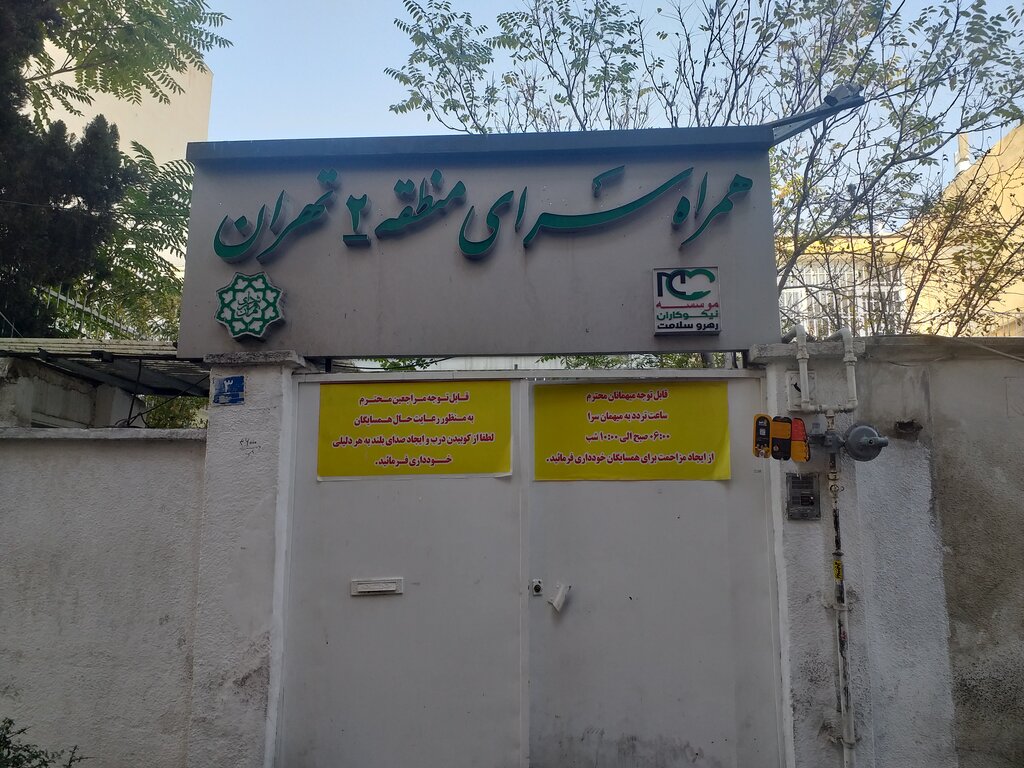 همراه سرای منطقه ۲ تهران
موسسه
نیکوکاران
رهرو سلامت
۳
قابل توجه مراجعین محترم
به منظور رعایت حال همسایگان
لطفا از کوبیدن درب و ایجاد صدای بلند به هر دلیلی
خودداری فرمائید.
قابل توجه میهمانان محترم
ساعت تردد به میهمان سرا
۰۶:۰۰ صبح الی ۱۰:۰۰ شب
از ایجاد مزاحمت برای همسایگان خودداری فرمائید.